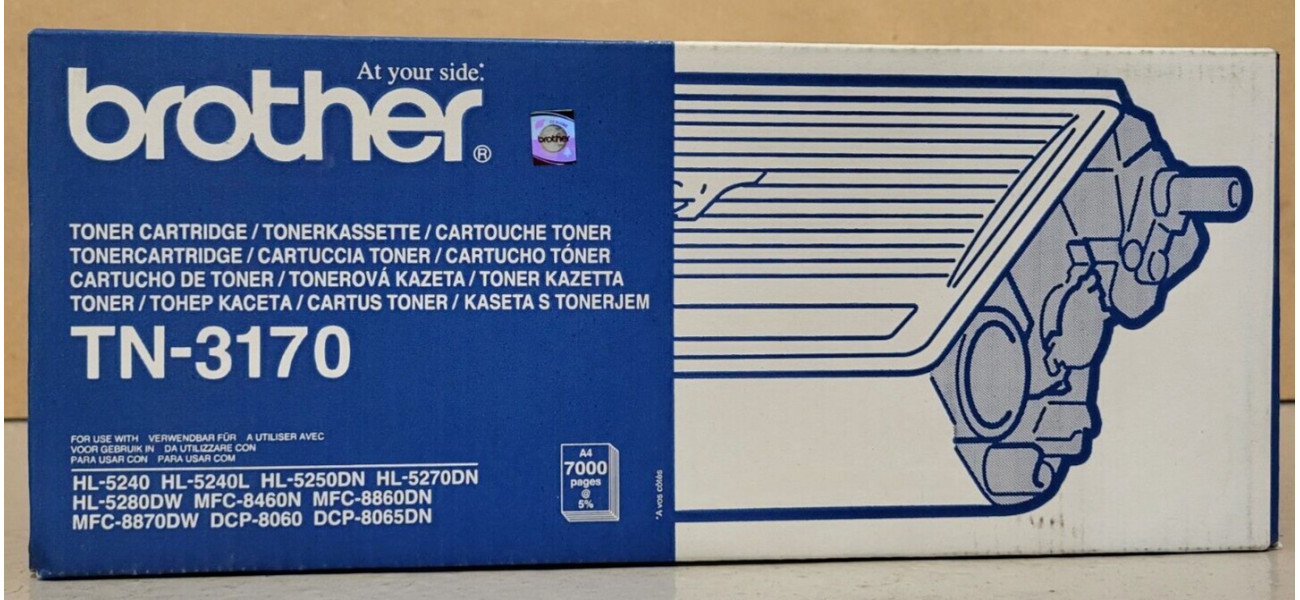 At your side.*
brother®
brother
TONER CARTRIDGE / TONERKASSETTE / CARTOUCHE TONER
TONERCARTRIDGE / CARTUCCIA TONER / CARTUCHO TÓNER
CARTUCHO DE TONER / TONEROVÁ KAZETA / TONER KAZETTA
TONER / ТОНЕР КАСЕТА / CARTUS TONER / KASETA S TONERJEM
TN-3170
FOR USE WITH VERWENDBAR FÜR A UTILISER AVEC
VOOR GEBRUIK IN DA UTILIZZARE CON
PARA USAR CON PARA USAR COM
HL-5240 HL-5240L HL-5250DN HL-5270DN
HL-5280DW MFC-8460N MFC-8860DN
MFC-8870DW DCP-8060 DCP-8065DN
A4
7000
pages
@
5%
*A vos côtés